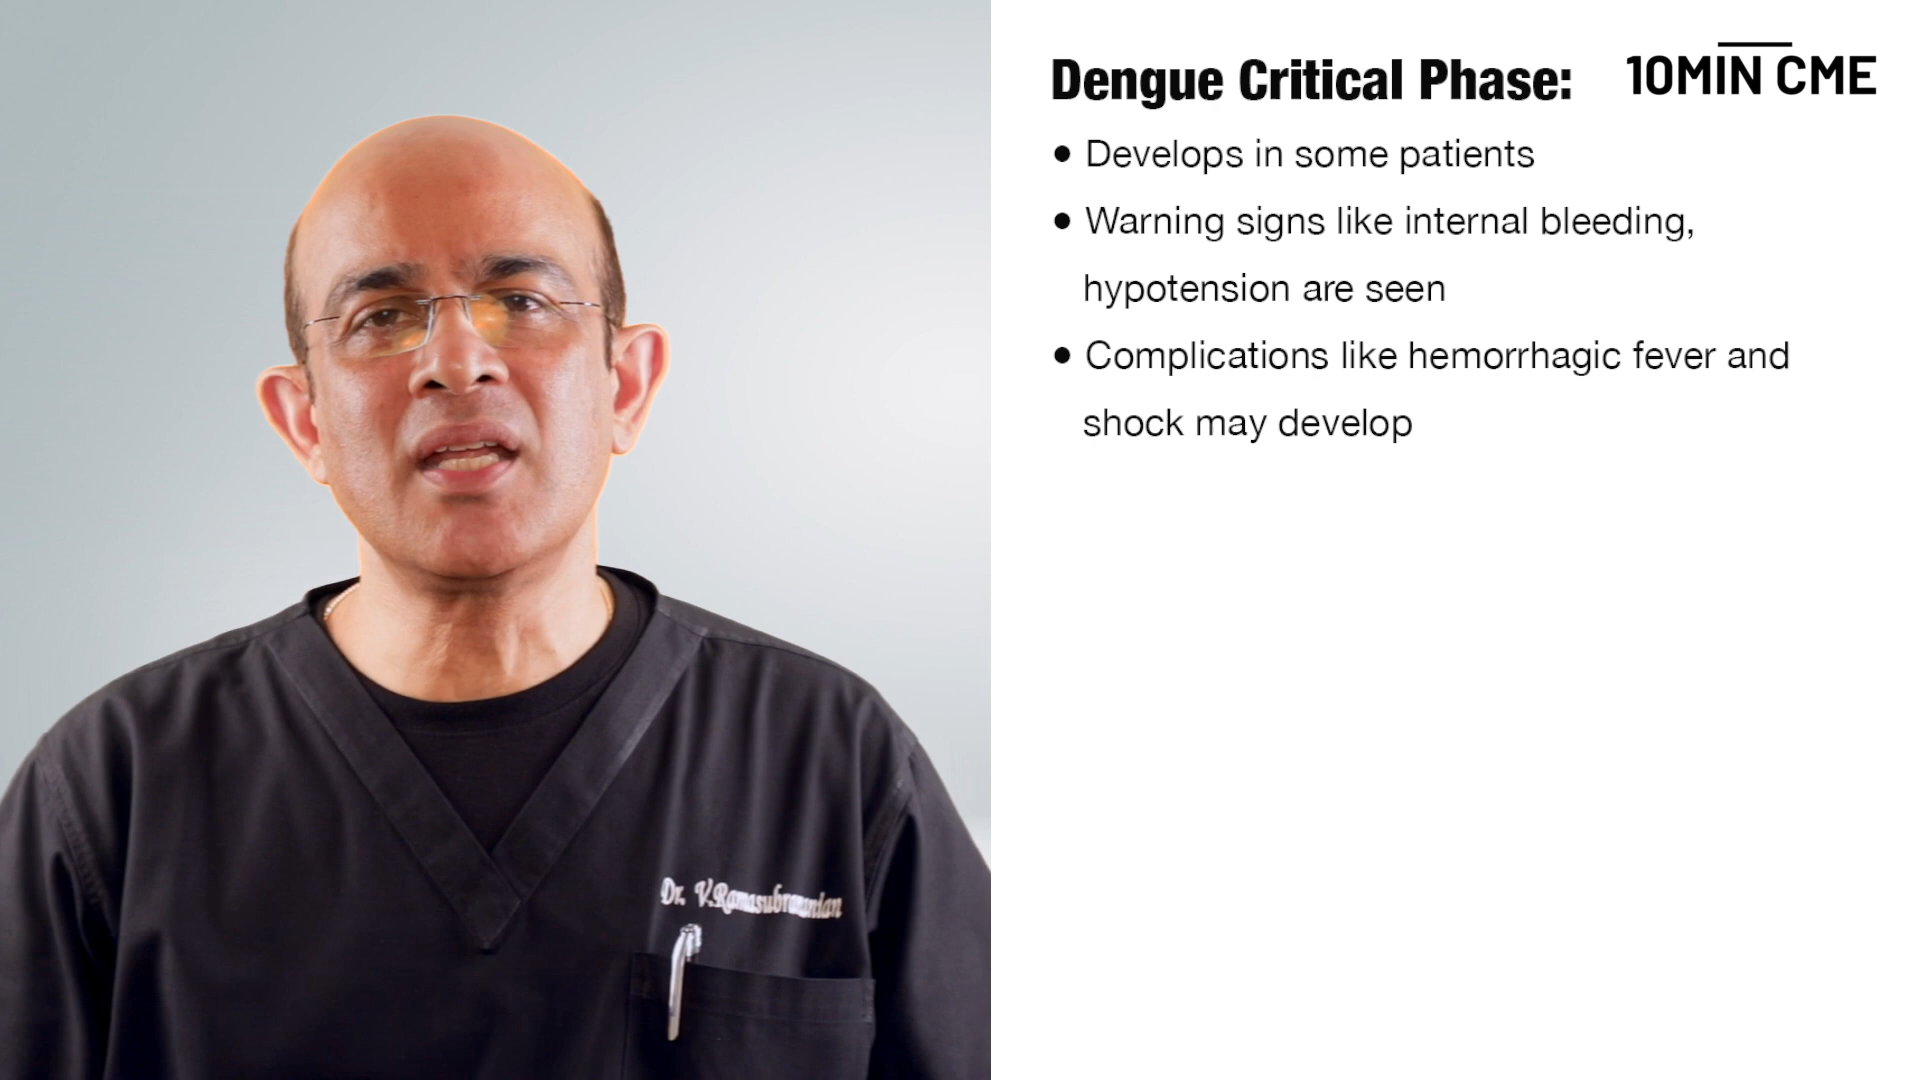 Dengue Critical Phase:
10MIN CME
• Develops in some patients
• Warning signs like internal bleeding,
hypotension are seen
• Complications like hemorrhagic fever and
shock may develop
Dr. V.Ramasubramanian